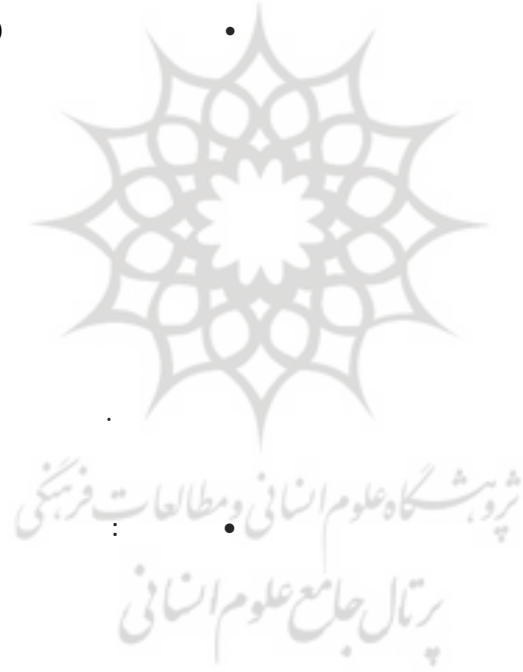 پژوهشگاه علوم انسانی و مطالعات فرهنگی
پرتال جامع علوم انسانی